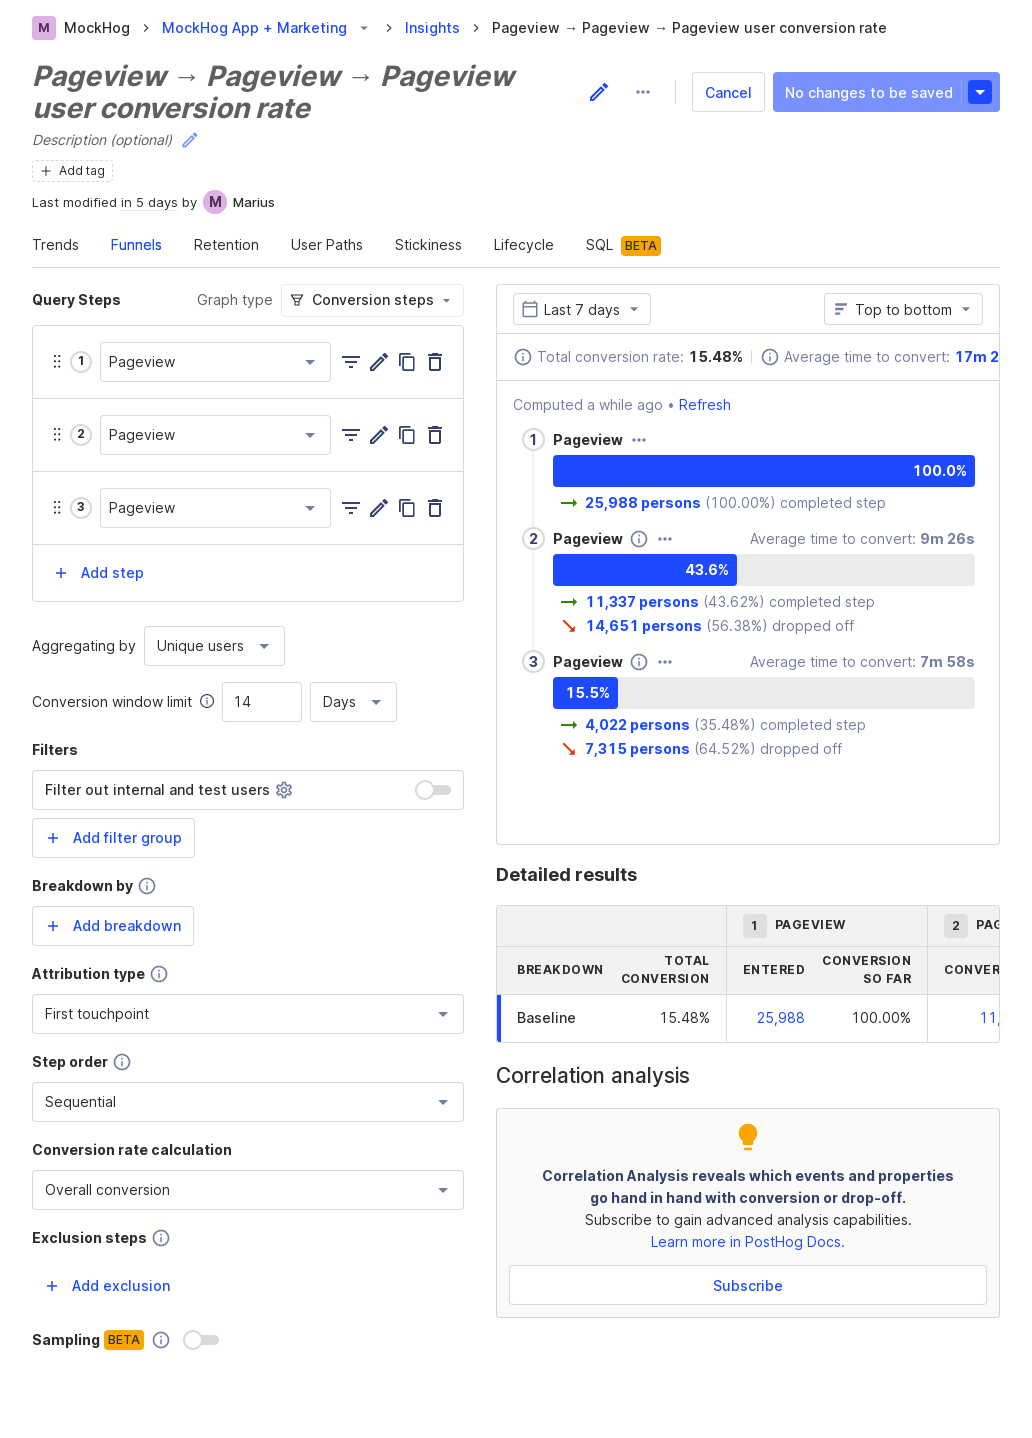 M MockHog > MockHog App + Marketing > Insights > Pageview → Pageview → Pageview user conversion rate
Pageview → Pageview → Pageview
user conversion rate
Cancel
No changes to be saved
Description (optional)
Add tag
Last modified in 5 days by M Marius
Trends Funnels Retention User Paths Stickiness Lifecycle SQL BETA
Query Steps Graph type Conversion steps
1 Pageview
2 Pageview
3 Pageview
Add step
Aggregating by Unique users
Conversion window limit 14 Days
Filters
Filter out internal and test users
Add filter group
Breakdown by
Add breakdown
Attribution type
First touchpoint
Step order
Sequential
Conversion rate calculation
Overall conversion
Exclusion steps
Add exclusion
Sampling BETA
Last 7 days Top to bottom
Total conversion rate: 15.48% Average time to convert: 17m 2
Computed a while ago • Refresh
1 Pageview
100.0%
25,988 persons (100.00%) completed step
2 Pageview Average time to convert: 9m 26s
43.6%
11,337 persons (43.62%) completed step
14,651 persons (56.38%) dropped off
3 Pageview Average time to convert: 7m 58s
15.5%
4,022 persons (35.48%) completed step
7,315 persons (64.52%) dropped off
Detailed results
1 PAGEVIEW 2 PAG
BREAKDOWN TOTAL CONVERSION ENTERED CONVERSION SO FAR CONVER
Baseline 15.48% 25,988 100.00% 11,
Correlation analysis
Correlation Analysis reveals which events and properties
go hand in hand with conversion or drop-off.
Subscribe to gain advanced analysis capabilities.
Learn more in PostHog Docs.
Subscribe